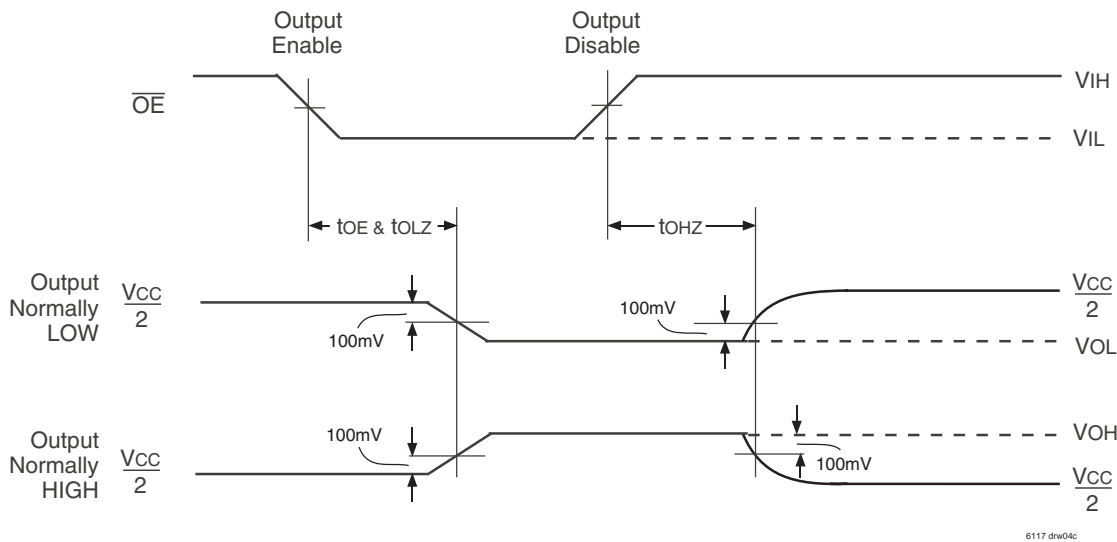 Output
Enable
Output
Disable
OE
VIH
VIL
tOE & tOLZ
tOHZ
Output
Normally
LOW
VCC
2
100mV
100mV
VCC
2
VOL
Output
Normally
HIGH
VCC
2
100mV
VOH
100mV
VCC
2
6117 drw04c